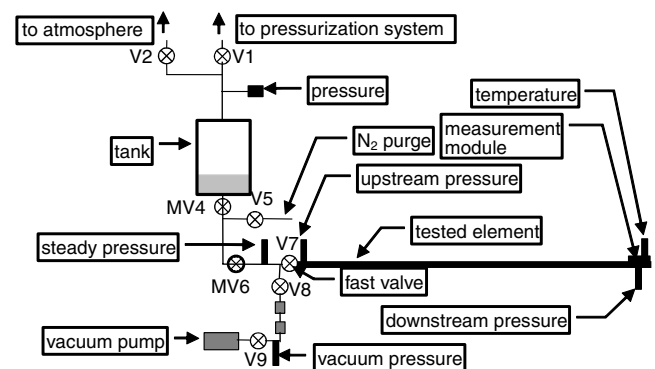 to atmosphere
to pressurization system
V2
V1
pressure
temperature
tank
N₂ purge
measurement
module
upstream pressure
MV4
V5
tested element
steady pressure
V7
MV6
V8
fast valve
downstream pressure
vacuum pump
V9
vacuum pressure